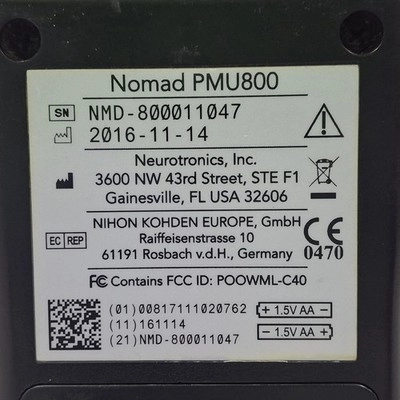 Nomad PMU800
SN NMD-800011047
2016-11-14
Neurotronics, Inc.
3600 NW 43rd Street, STE F1
Gainesville, FL USA 32606
EC REP
NIHON KOHDEN EUROPE, GmbH
Raiffeisenstrasse 10
61191 Rosbach v.d.H., Germany
CE
0470
FC Contains FCC ID: POOWML-C40
(01)00817111020762
(11)161114
(21)NMD-800011047
+ 1.5V AA −
− 1.5V AA +